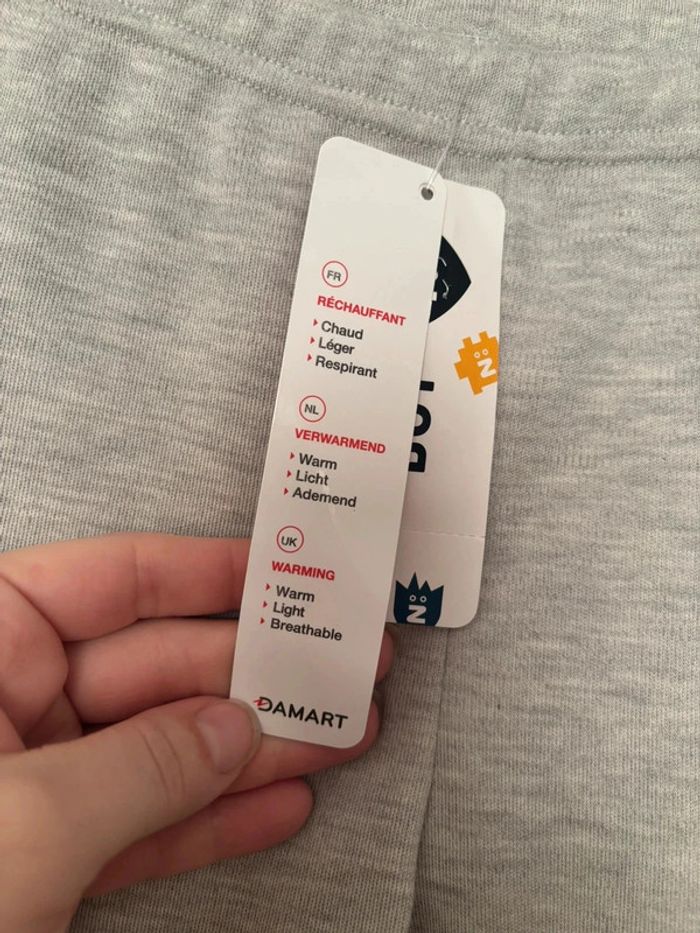 FR
RÉCHAUFFANT
Chaud
Léger
Respirant
NL
VERWARMEND
Warm
Licht
Ademend
UK
WARMING
Warm
Light
Breathable
DAMART
Z
Z